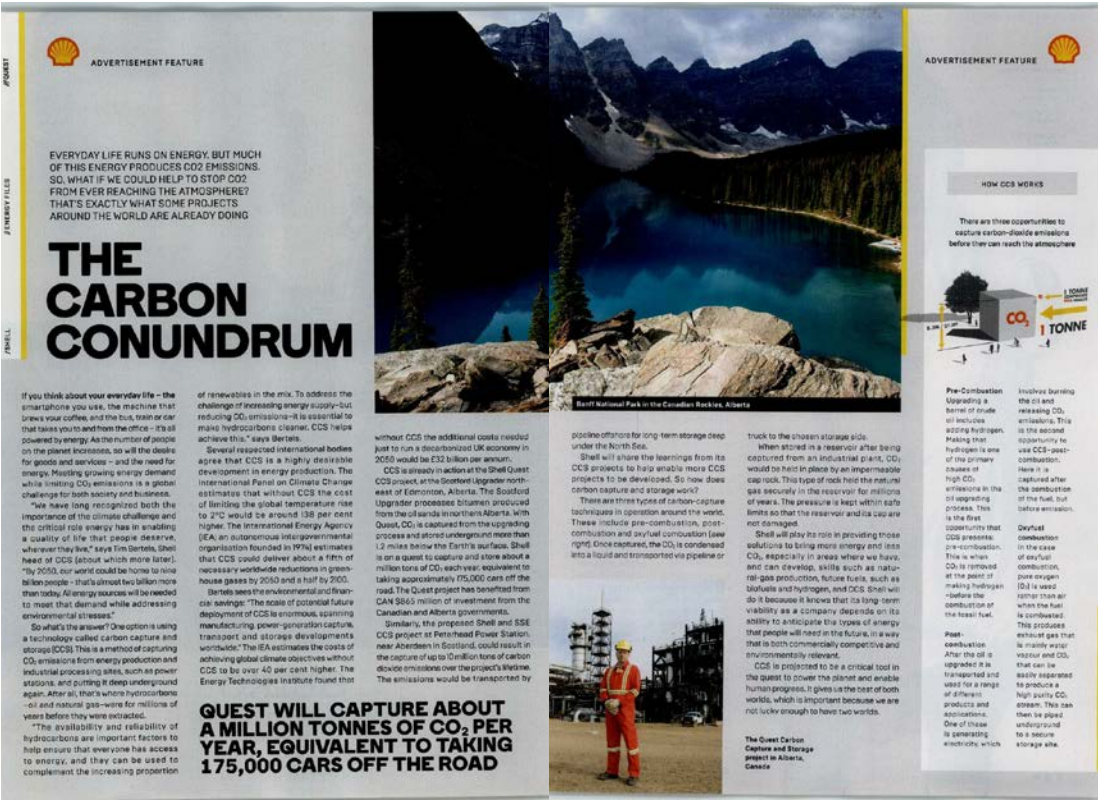 //QUEST
//ENERGY FILES
//SHELL
ADVERTISEMENT FEATURE
EVERYDAY LIFE RUNS ON ENERGY. BUT MUCH
OF THIS ENERGY PRODUCES CO2 EMISSIONS.
SO, WHAT IF WE COULD HELP TO STOP CO2
FROM EVER REACHING THE ATMOSPHERE?
THAT'S EXACTLY WHAT SOME PROJECTS
AROUND THE WORLD ARE ALREADY DOING
THE
CARBON
CONUNDRUM
If you think about your everyday life – the
smartphone you use, the machine that
brews your coffee, and the bus, train or car
that takes you to and from the office – it's all
powered by energy. As the number of people
on the planet increases, so will the desire
for goods and services – and the need for
energy. Meeting growing energy demand
while limiting CO₂ emissions is a global
challenge for both society and business.
"We have long recognized both the
importance of the climate challenge and
the critical role energy has in enabling
a quality of life that people deserve,
wherever they live," says Tim Bertels, Shell
head of CCS (about which more later).
"By 2050, our world could be home to nine
billion people – that's almost two billion more
than today. All energy sources will be needed
to meet that demand while addressing
environmental stresses."
So what's the answer? One option is using
a technology called carbon capture and
storage (CCS). This is a method of capturing
CO₂ emissions from energy production and
industrial processing sites, such as power
stations, and putting it deep underground
again. After all, that's where hydrocarbons
–oil and natural gas–were for millions of
years before they were extracted.
"The availability and reliability of
hydrocarbons are important factors to
help ensure that everyone has access
to energy, and they can be used to
complement the increasing proportion
of renewables in the mix. To address the
challenge of increasing energy supply–but
reducing CO₂ emissions–it is essential to
make hydrocarbons cleaner. CCS helps
achieve this," says Bertels.
Several respected international bodies
agree that CCS is a highly desirable
development in energy production. The
International Panel on Climate Change
estimates that without CCS the cost
of limiting the global temperature rise
to 2°C would be around 138 per cent
higher. The International Energy Agency
(IEA; an autonomous intergovernmental
organisation founded in 1974) estimates
that CCS could deliver about a fifth of
necessary worldwide reductions in green-
house gases by 2050 and a half by 2100.
Bertels sees the environmental and finan-
cial savings: "The scale of potential future
deployment of CCS is enormous, spanning
manufacturing, power-generation capture,
transport and storage developments
worldwide." The IEA estimates the costs of
achieving global climate objectives without
CCS to be over 40 per cent higher. The
Energy Technologies Institute found that
without CCS the additional costs needed
just to run a decarbonized UK economy in
2050 would be £32 billion per annum.
CCS is already in action at the Shell Quest
CCS project, at the Scotford Upgrader north-
east of Edmonton, Alberta. The Scotford
Upgrader processes bitumen produced
from the oil sands in northern Alberta. With
Quest, CO₂ is captured from the upgrading
process and stored underground more than
1.2 miles below the Earth's surface. Shell
is on a quest to capture and store about a
million tons of CO₂ each year, equivalent to
taking approximately 175,000 cars off the
road. The Quest project has benefited from
CAN $865 million of investment from the
Canadian and Alberta governments.
Similarly, the proposed Shell and SSE
CCS project at Peterhead Power Station,
near Aberdeen in Scotland, could result in
the capture of up to 10 million tons of carbon
dioxide emissions over the project's lifetime.
The emissions would be transported by
QUEST WILL CAPTURE ABOUT
A MILLION TONNES OF CO₂ PER
YEAR, EQUIVALENT TO TAKING
175,000 CARS OFF THE ROAD
Banff National Park in the Canadian Rockies, Alberta
pipeline offshore for long-term storage deep
under the North Sea.
Shell will share the learnings from its
CCS projects to help enable more CCS
projects to be developed. So how does
carbon capture and storage work?
There are three types of carbon-capture
techniques in operation around the world.
These include pre-combustion, post-
combustion and oxyfuel combustion (see
right). Once captured, the CO₂ is condensed
into a liquid and transported via pipeline or
truck to the chosen storage side.
When stored in a reservoir after being
captured from an industrial plant, CO₂
would be held in place by an impermeable
cap rock. This type of rock held the natural
gas securely in the reservoir for millions
of years. The pressure is kept within safe
limits so that the reservoir and its cap are
not damaged.
Shell will play its role in providing those
solutions to bring more energy and less
CO₂, especially in areas where we have,
and can develop, skills such as natu-
ral-gas production, future fuels, such as
biofuels and hydrogen, and CCS. Shell will
do it because it knows that its long-term
viability as a company depends on its
ability to anticipate the types of energy
that people will need in the future, in a way
that is both commercially competitive and
environmentally relevant.
CCS is projected to be a critical tool in
the quest to power the planet and enable
human progress. It gives us the best of both
worlds, which is important because we are
not lucky enough to have two worlds.
The Quest Carbon
Capture and Storage
project in Alberta,
Canada
ADVERTISEMENT FEATURE
HOW CCS WORKS
There are three opportunities to
capture carbon-dioxide emissions
before they can reach the atmosphere
CO₂
1 TONNE
1 TONNE
Pre-Combustion
Upgrading a
barrel of crude
oil includes
adding hydrogen.
Making that
hydrogen is one
of the primary
causes of
high CO₂
emissions in the
oil upgrading
process. This
is the first
opportunity that
CCS presents:
pre-combustion.
This is when
CO₂ is removed
at the point of
making hydrogen
–before the
combustion of
the fossil fuel.
Post-
combustion
After the oil is
upgraded it is
transported and
used for a range
of different
products and
applications.
One of these
is generating
electricity, which
involves burning
the oil and
releasing CO₂
emissions. This
is the second
opportunity to
use CCS–post-
combustion.
Here it is
captured after
the combustion
of the fuel, but
before emission.
Oxyfuel
combustion
In the case
of oxyfuel
combustion,
pure oxygen
(O₂) is used
rather than air
when the fuel
is combusted.
This produces
exhaust gas that
is mainly water
vapour and CO₂
that can be
easily separated
to produce a
high purity CO₂
stream. This can
then be piped
underground
to a secure
storage site.